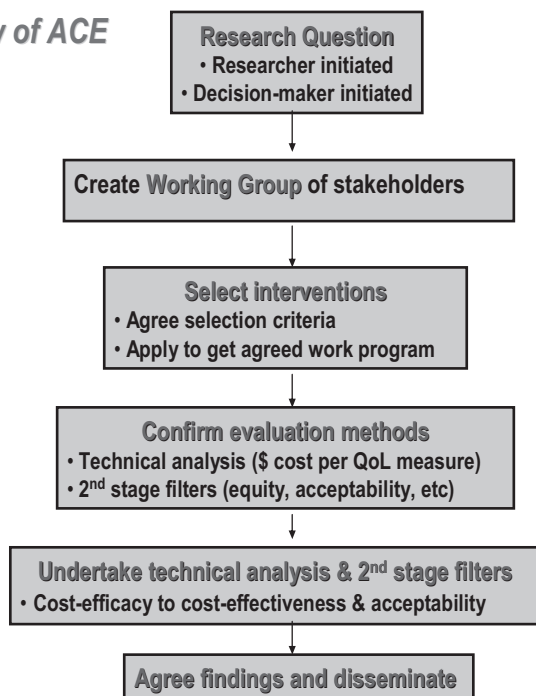 of ACE
Research Question
• Researcher initiated
• Decision-maker initiated
Create Working Group of stakeholders
Select interventions
• Agree selection criteria
• Apply to get agreed work program
Confirm evaluation methods
• Technical analysis ($ cost per QoL measure)
• 2nd stage filters (equity, acceptability, etc)
Undertake technical analysis & 2nd stage filters
• Cost-efficacy to cost-effectiveness & acceptability
Agree findings and disseminate